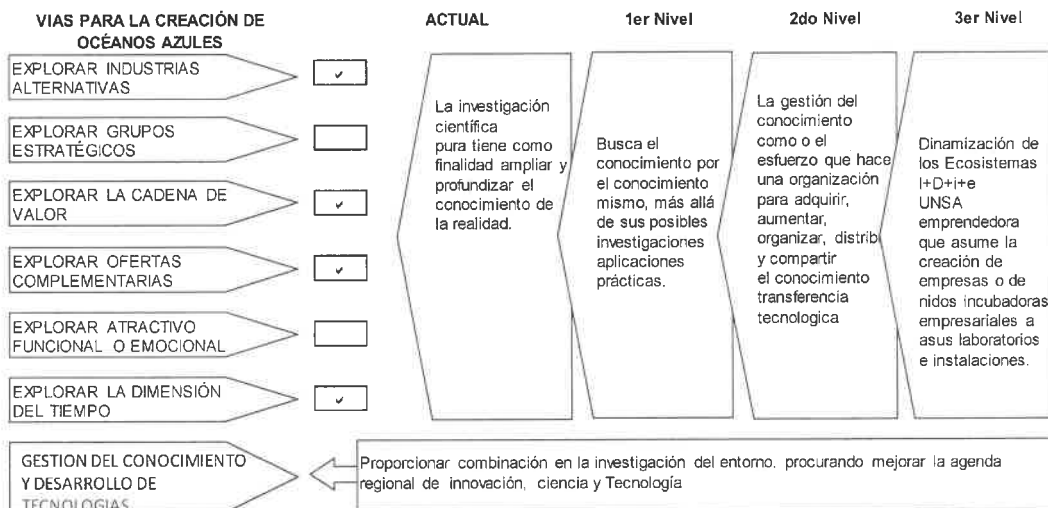 VIAS PARA LA CREACIÓN DE
OCÉANOS AZULES
EXPLORAR INDUSTRIAS
ALTERNATIVAS
EXPLORAR GRUPOS
ESTRATÉGICOS
EXPLORAR LA CADENA DE
VALOR
EXPLORAR OFERTAS
COMPLEMENTARIAS
EXPLORAR ATRACTIVO
FUNCIONAL O EMOCIONAL
EXPLORAR LA DIMENSIÓN
DEL TIEMPO
ACTUAL
La investigación
científica
pura tiene como
finalidad ampliar y
profundizar el
conocimiento de
la realidad.
1er Nivel
Busca el
conocimiento por
el conocimiento
mismo, más allá
de sus posibles
investigaciones
aplicaciones
prácticas.
2do Nivel
La gestión del
conocimiento
como o el
esfuerzo que hace
una organización
para adquirir,
aumentar,
organizar, distrib
y compartir
el conocimiento
transferencia
tecnologica
3er Nivel
Dinamización de
los Ecosistemas
I+D+i+e
UNSA
emprendedora
que asume la
creación de
empresas o de
nidos incubadoras
empresariales a
asus laboratorios
e instalaciones.
GESTION DEL CONOCIMIENTO
Y DESARROLLO DE
TECNOLOGIAS
Proporcionar combinación en la investigación del entorno. procurando mejorar la agenda
regional de innovación, ciencia y Tecnología